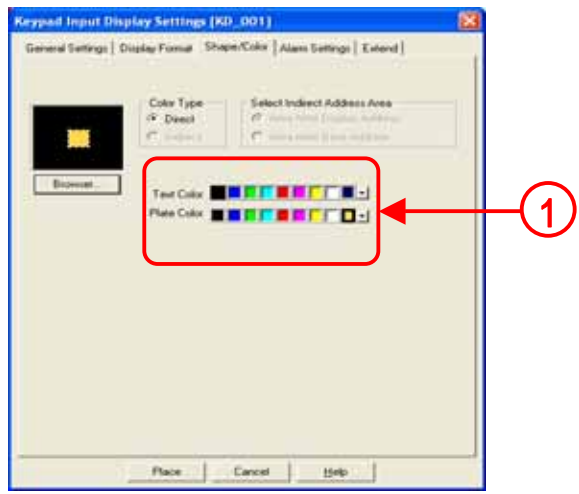 Keypad Input Display Settings [KD_001]
General Settings Display Format Shape/Color Alarm Settings Extend
Color Type
Direct
Select Indirect Address Area
Browser...
Text Color
Plate Color
1
Place Cancel Help